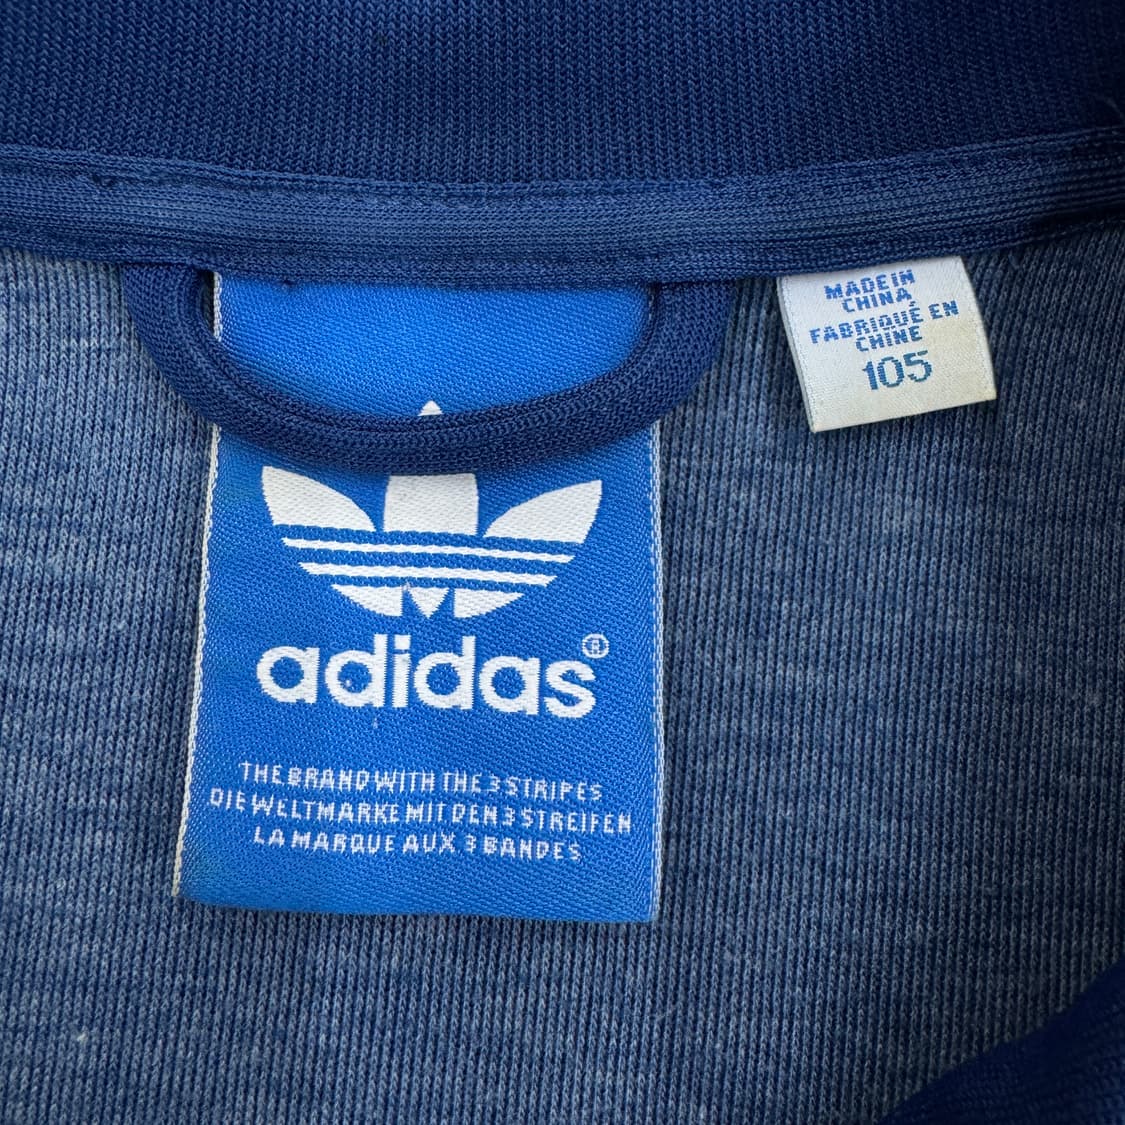 MADE IN
CHINA
FABRIQUÉ EN
CHINE
105
adidas®
THE BRAND WITH THE 3 STRIPES
DIE WELTMARKE MIT DEN 3 STREIFEN
LA MARQUE AUX 3 BANDES